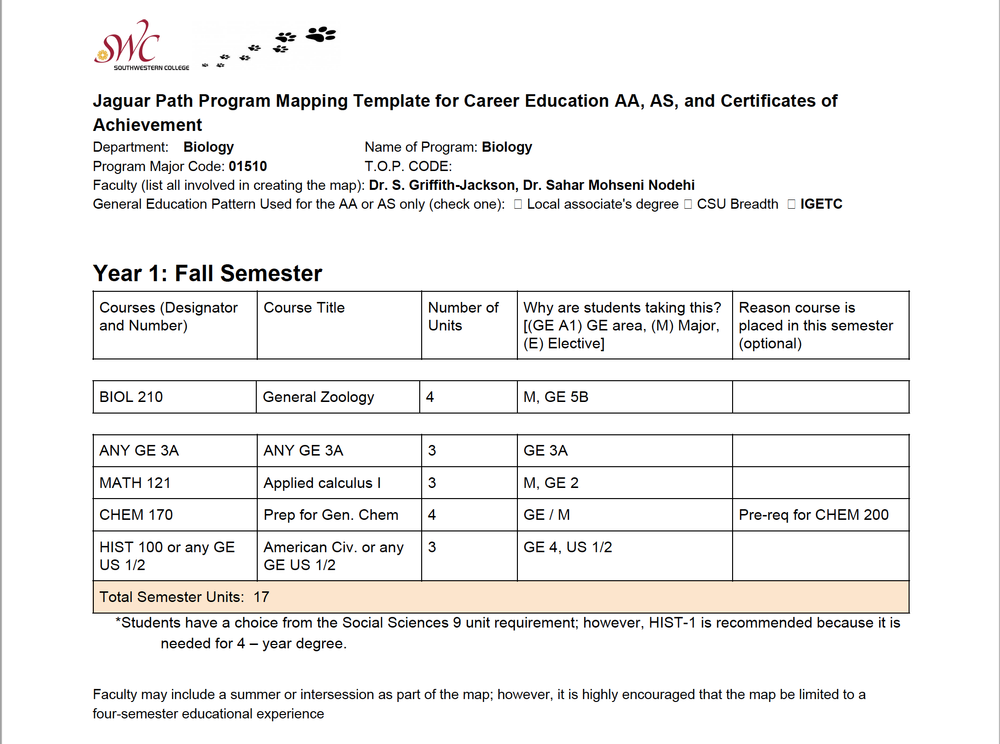 SWC
SOUTHWESTERN COLLEGE
Jaguar Path Program Mapping Template for Career Education AA, AS, and Certificates of
Achievement
Department: Biology Name of Program: Biology
Program Major Code: 01510 T.O.P. CODE:
Faculty (list all involved in creating the map): Dr. S. Griffith-Jackson, Dr. Sahar Mohseni Nodehi
General Education Pattern Used for the AA or AS only (check one): □ Local associate's degree □ CSU Breadth □ IGETC
Year 1: Fall Semester
Courses (Designator
and Number)
Course Title
Number of
Units
Why are students taking this?
[(GE A1) GE area, (M) Major,
(E) Elective]
Reason course is
placed in this semester
(optional)
BIOL 210
General Zoology
4
M, GE 5B
ANY GE 3A
ANY GE 3A
3
GE 3A
MATH 121
Applied calculus I
3
M, GE 2
CHEM 170
Prep for Gen. Chem
4
GE / M
Pre-req for CHEM 200
HIST 100 or any GE
US 1/2
American Civ. or any
GE US 1/2
3
GE 4, US 1/2
Total Semester Units: 17
*Students have a choice from the Social Sciences 9 unit requirement; however, HIST-1 is recommended because it is
needed for 4 – year degree.
Faculty may include a summer or intersession as part of the map; however, it is highly encouraged that the map be limited to a
four-semester educational experience